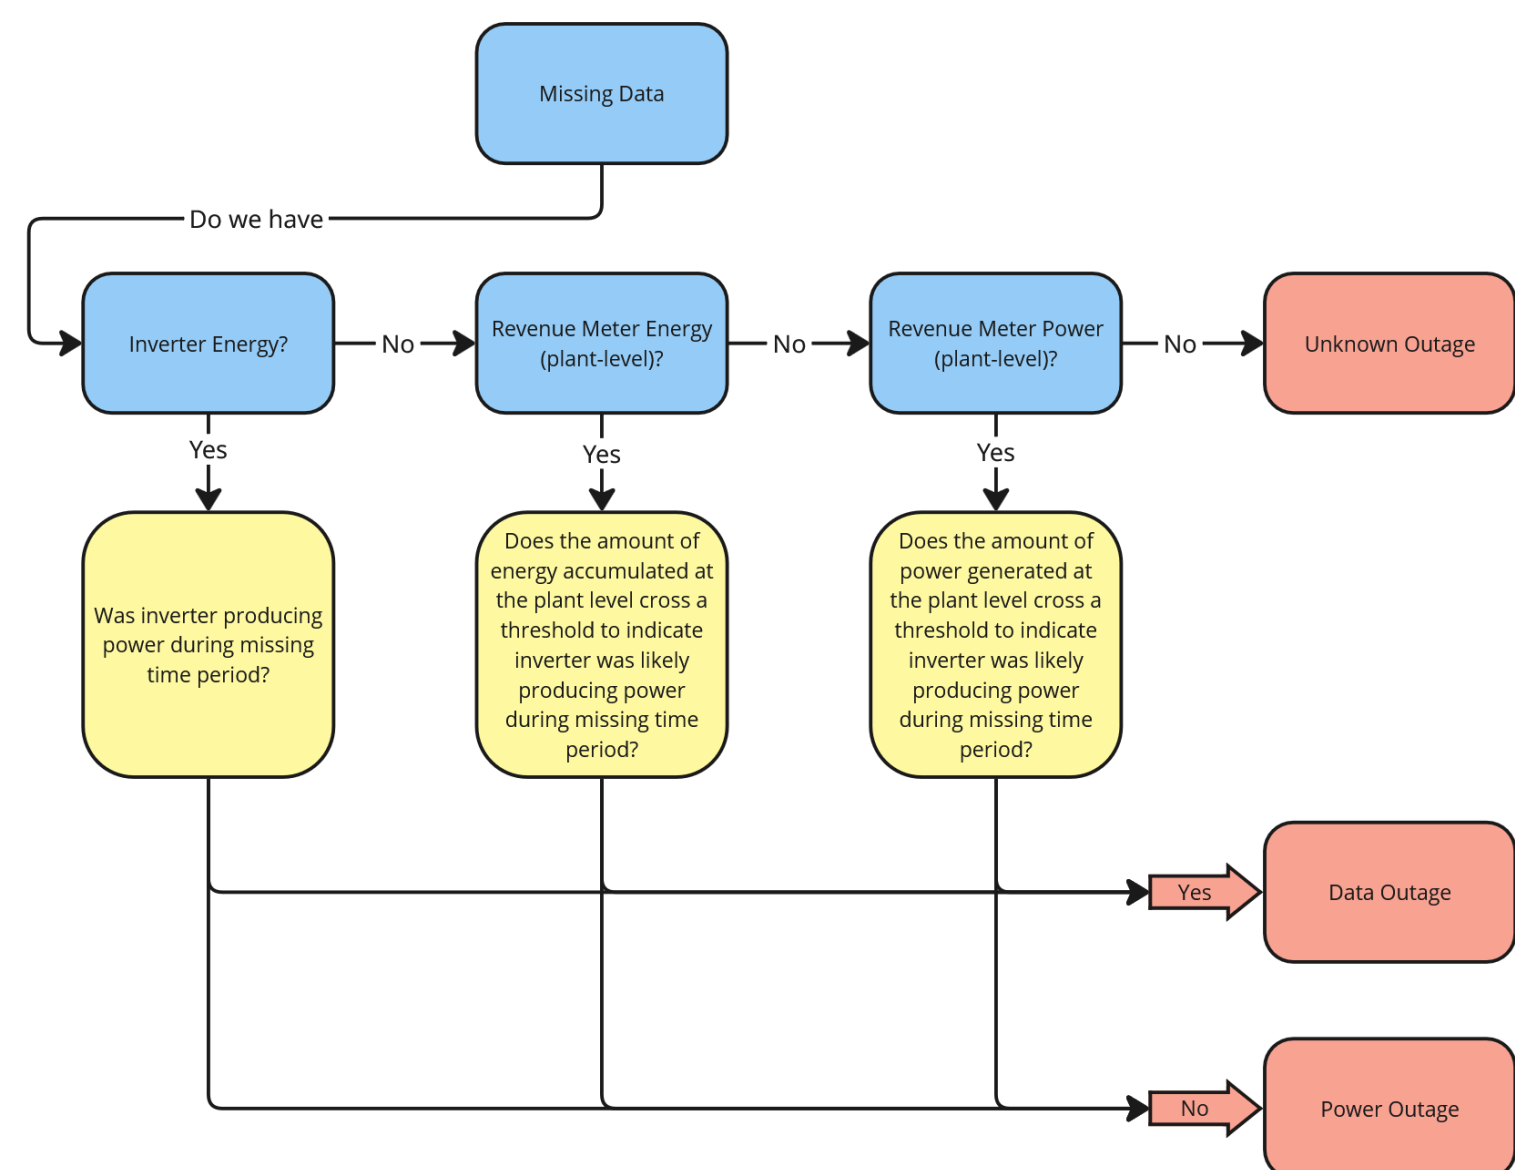 Missing Data
Do we have
Inverter Energy?
No
Revenue Meter Energy
(plant-level)?
No
Revenue Meter Power
(plant-level)?
No
Unknown Outage
Yes
Yes
Yes
Was inverter producing
power during missing
time period?
Does the amount of
energy accumulated at
the plant level cross a
threshold to indicate
inverter was likely
producing power
during missing time
period?
Does the amount of
power generated at
the plant level cross a
threshold to indicate
inverter was likely
producing power
during missing time
period?
Yes
Data Outage
No
Power Outage